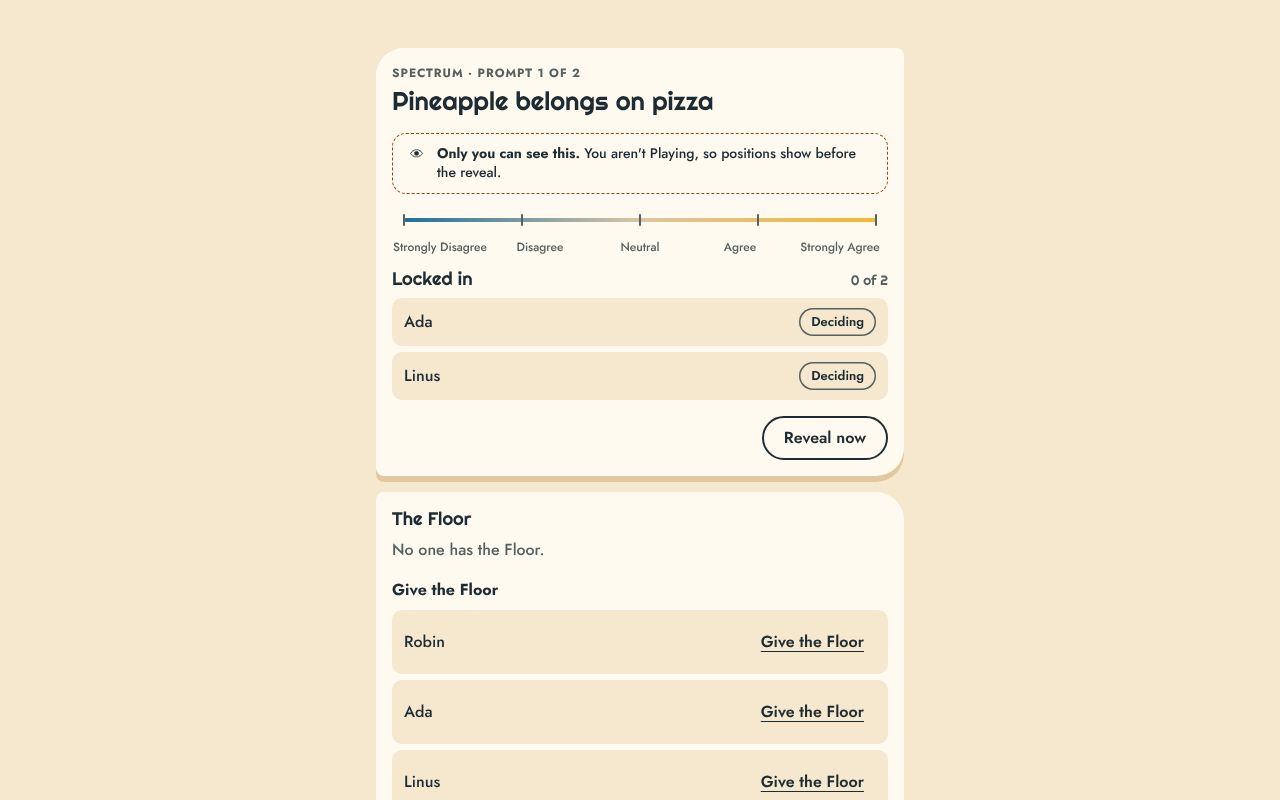 SPECTRUM · PROMPT 1 OF 2
Pineapple belongs on pizza
Only you can see this. You aren't Playing, so positions show before
the reveal.
Strongly Disagree Disagree Neutral Agree Strongly Agree
Locked in 0 of 2
Ada Deciding
Linus Deciding
Reveal now
The Floor
No one has the Floor.
Give the Floor
Robin Give the Floor
Ada Give the Floor
Linus Give the Floor